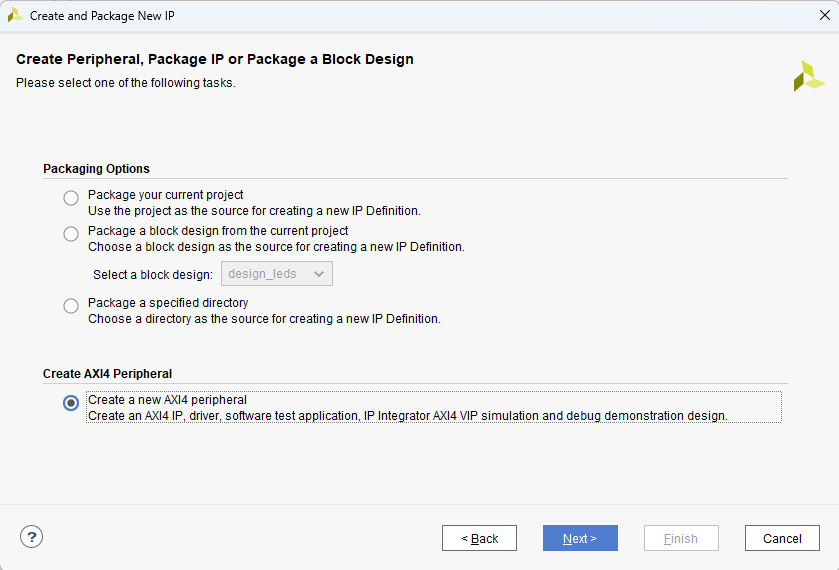 Create and Package New IP
Create Peripheral, Package IP or Package a Block Design
Please select one of the following tasks.
Packaging Options
Package your current project
Use the project as the source for creating a new IP Definition.
Package a block design from the current project
Choose a block design as the source for creating a new IP Definition.
Select a block design: design_leds
Package a specified directory
Choose a directory as the source for creating a new IP Definition.
Create AXI4 Peripheral
Create a new AXI4 peripheral
Create an AXI4 IP, driver, software test application, IP Integrator AXI4 VIP simulation and debug demonstration design.
? < Back Next > Finish Cancel